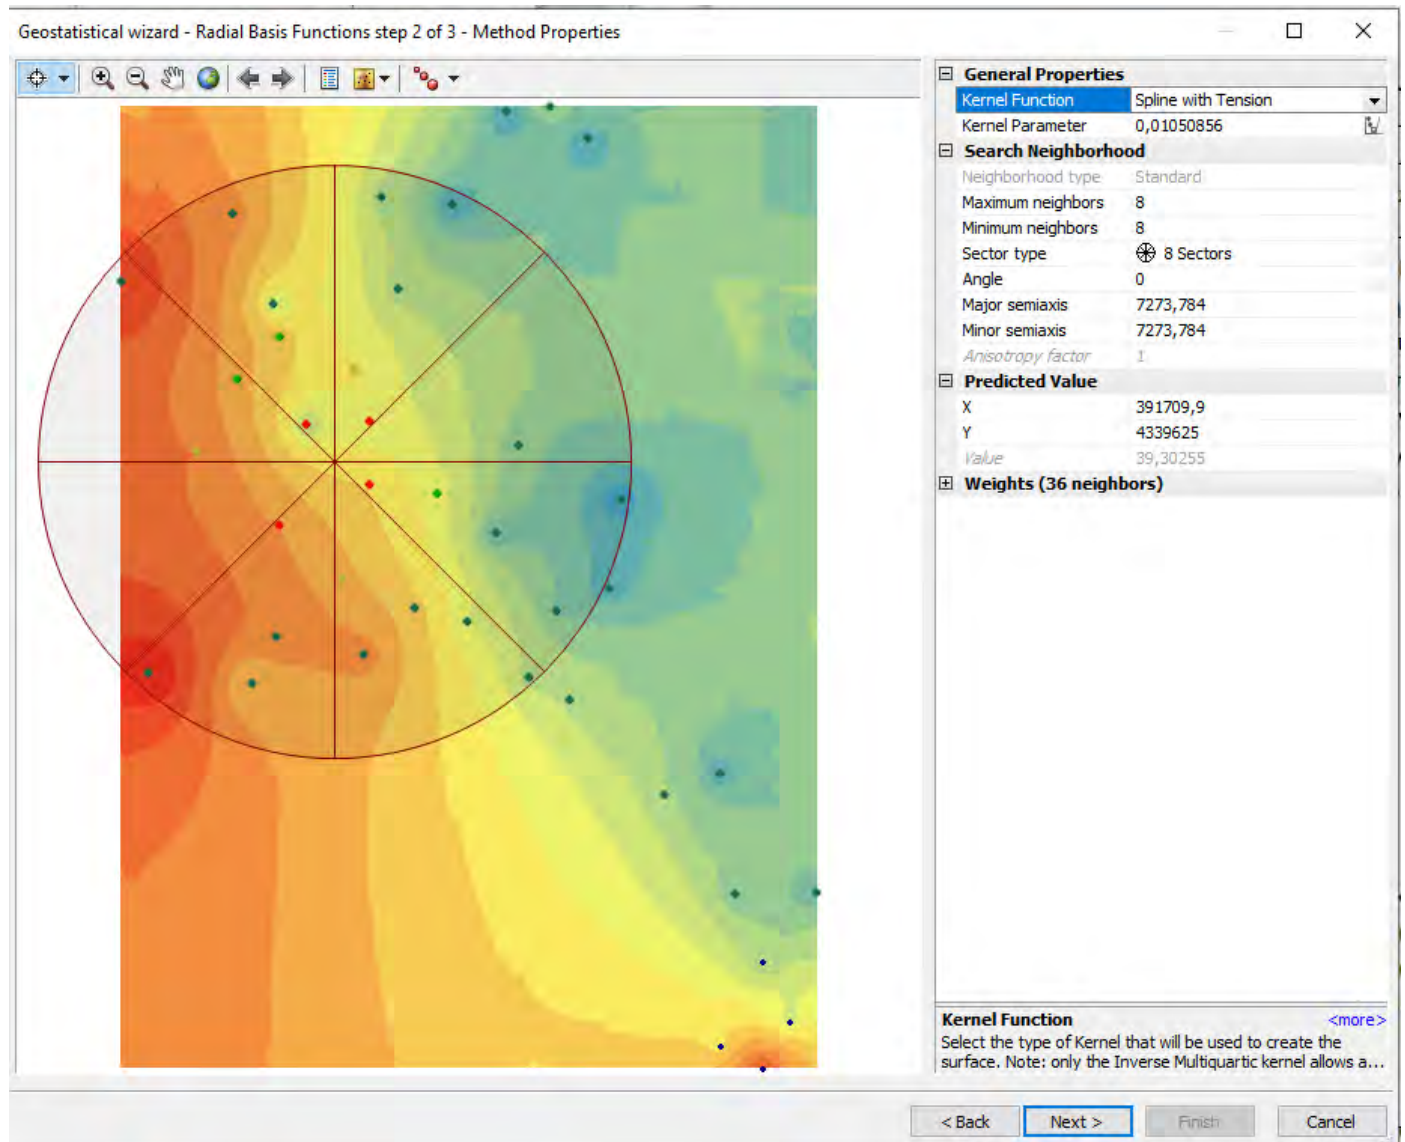 Geostatistical wizard - Radial Basis Functions step 2 of 3 - Method Properties
General Properties
Kernel Function Spline with Tension
Kernel Parameter 0,01050856
Search Neighborhood
Neighborhood type Standard
Maximum neighbors 8
Minimum neighbors 8
Sector type 8 Sectors
Angle 0
Major semiaxis 7273,784
Minor semiaxis 7273,784
Anisotropy factor 1
Predicted Value
X 391709,9
Y 4339625
Value 39,30255
Weights (36 neighbors)
Kernel Function <more>
Select the type of Kernel that will be used to create the
surface. Note: only the Inverse Multiquartic kernel allows a...
< Back Next > Finish Cancel